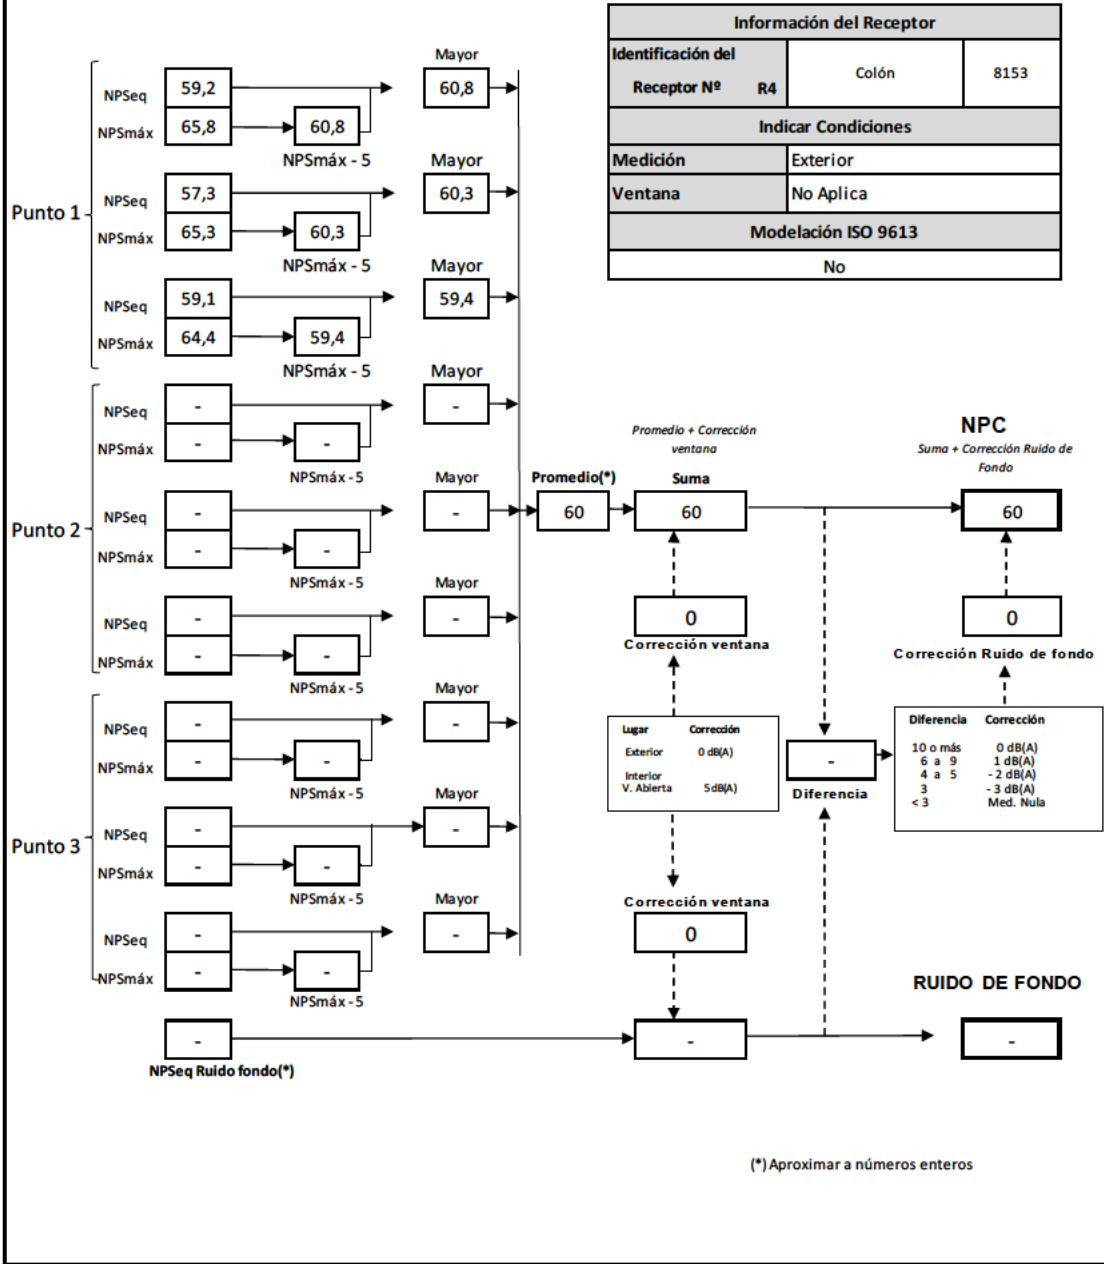 Información del Receptor
Identificación del
Receptor Nº R4
Colón
8153
Indicar Condiciones
Medición Exterior
Ventana No Aplica
Modelación ISO 9613
No
Punto 1
Mayor
NPSeq 59,2 60,8
NPSmáx 65,8 60,8
NPSmáx - 5
Mayor
NPSeq 57,3 60,3
NPSmáx 65,3 60,3
NPSmáx - 5
Mayor
NPSeq 59,1 59,4
NPSmáx 64,4 59,4
NPSmáx - 5
Punto 2
Mayor
NPSeq - -
NPSmáx - -
NPSmáx - 5
Mayor
NPSeq - -
NPSmáx - -
NPSmáx - 5
Mayor
NPSeq - -
NPSmáx - -
NPSmáx - 5
Punto 3
Mayor
NPSeq - -
NPSmáx - -
NPSmáx - 5
Mayor
NPSeq - -
NPSmáx - -
NPSmáx - 5
Mayor
NPSeq - -
NPSmáx - -
NPSmáx - 5
-
NPSeq Ruido fondo(*)
Promedio(*)
60
Promedio + Corrección
ventana
Suma
60
0
Corrección ventana
Lugar Corrección
Exterior 0 dB(A)
Interior
V. Abierta 5 dB(A)
Corrección ventana
0
-
-
Diferencia
NPC
Suma + Corrección Ruido de
Fondo
60
0
Corrección Ruido de fondo
Diferencia Corrección
10 o más 0 dB(A)
6 a 9 1 dB(A)
4 a 5 - 2 dB(A)
3 - 3 dB(A)
< 3 Med. Nula
RUIDO DE FONDO
-
(*) Aproximar a números enteros